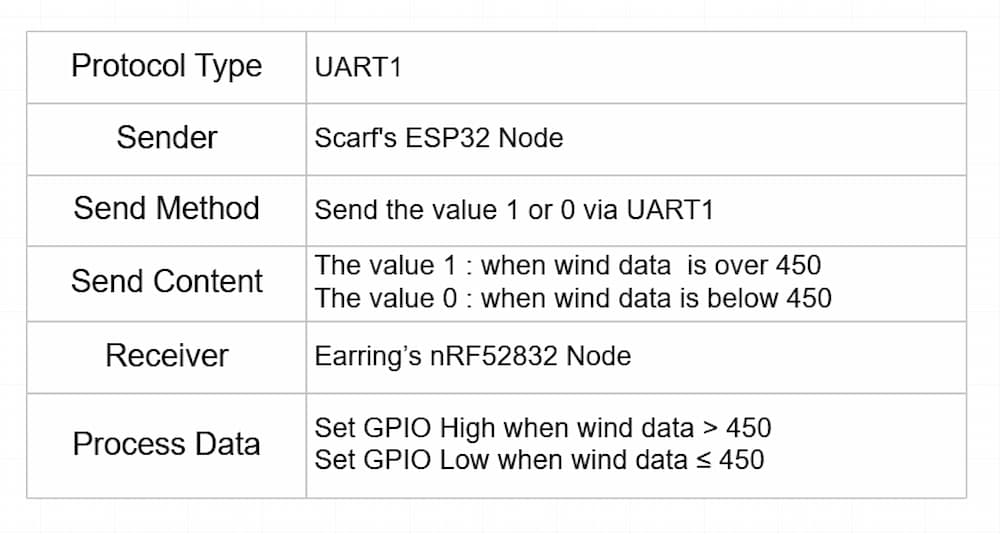 Protocol Type
UART1
Sender
Scarf's ESP32 Node
Send Method
Send the value 1 or 0 via UART1
Send Content
The value 1 : when wind data  is over 450
The value 0 : when wind data is below 450
Receiver
Earring’s nRF52832 Node
Process Data
Set GPIO High when wind data > 450
Set GPIO Low when wind data ≤ 450